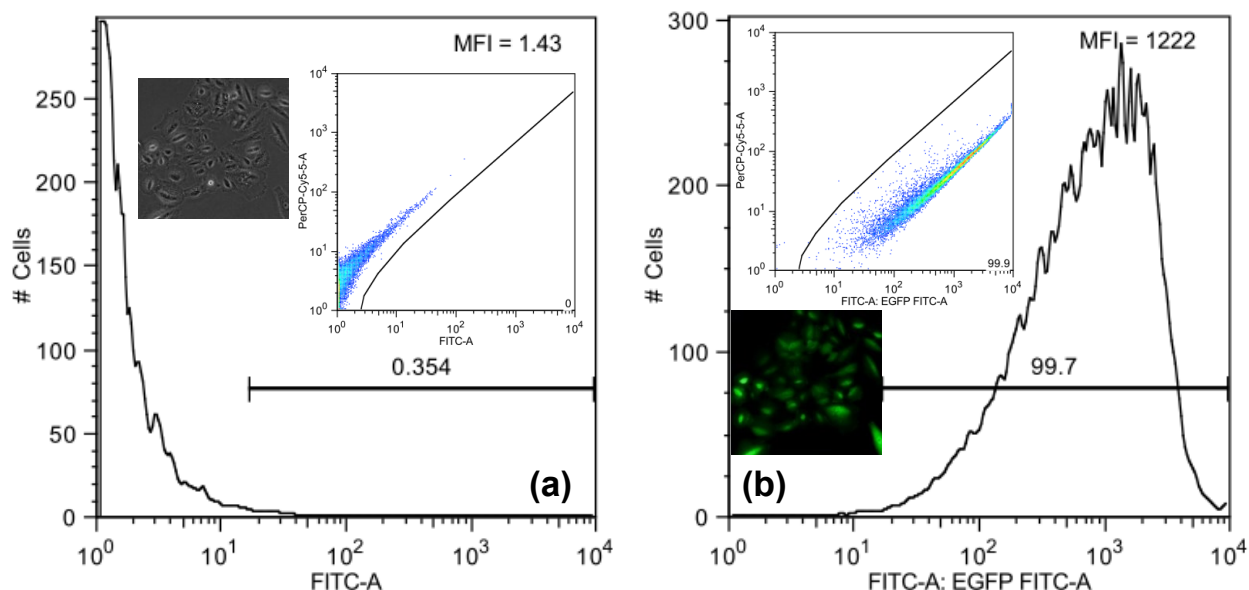 MFI = 1.43
# Cells
250
200
150
100
50
0
10^0 10^1 10^2 10^3 10^4
FITC-A
0.354
(a)
PerCP-Cy5-5-A
10^4
10^3
10^2
10^1
10^0
10^0 10^1 10^2 10^3 10^4
FITC-A
0
MFI = 1222
# Cells
300
200
100
0
10^0 10^1 10^2 10^3 10^4
FITC-A: EGFP FITC-A
99.7
(b)
PerCP-Cy5-5-A
10^4
10^3
10^2
10^1
10^0
10^0 10^1 10^2 10^3 10^4
FITC-A: EGFP FITC-A
99.9